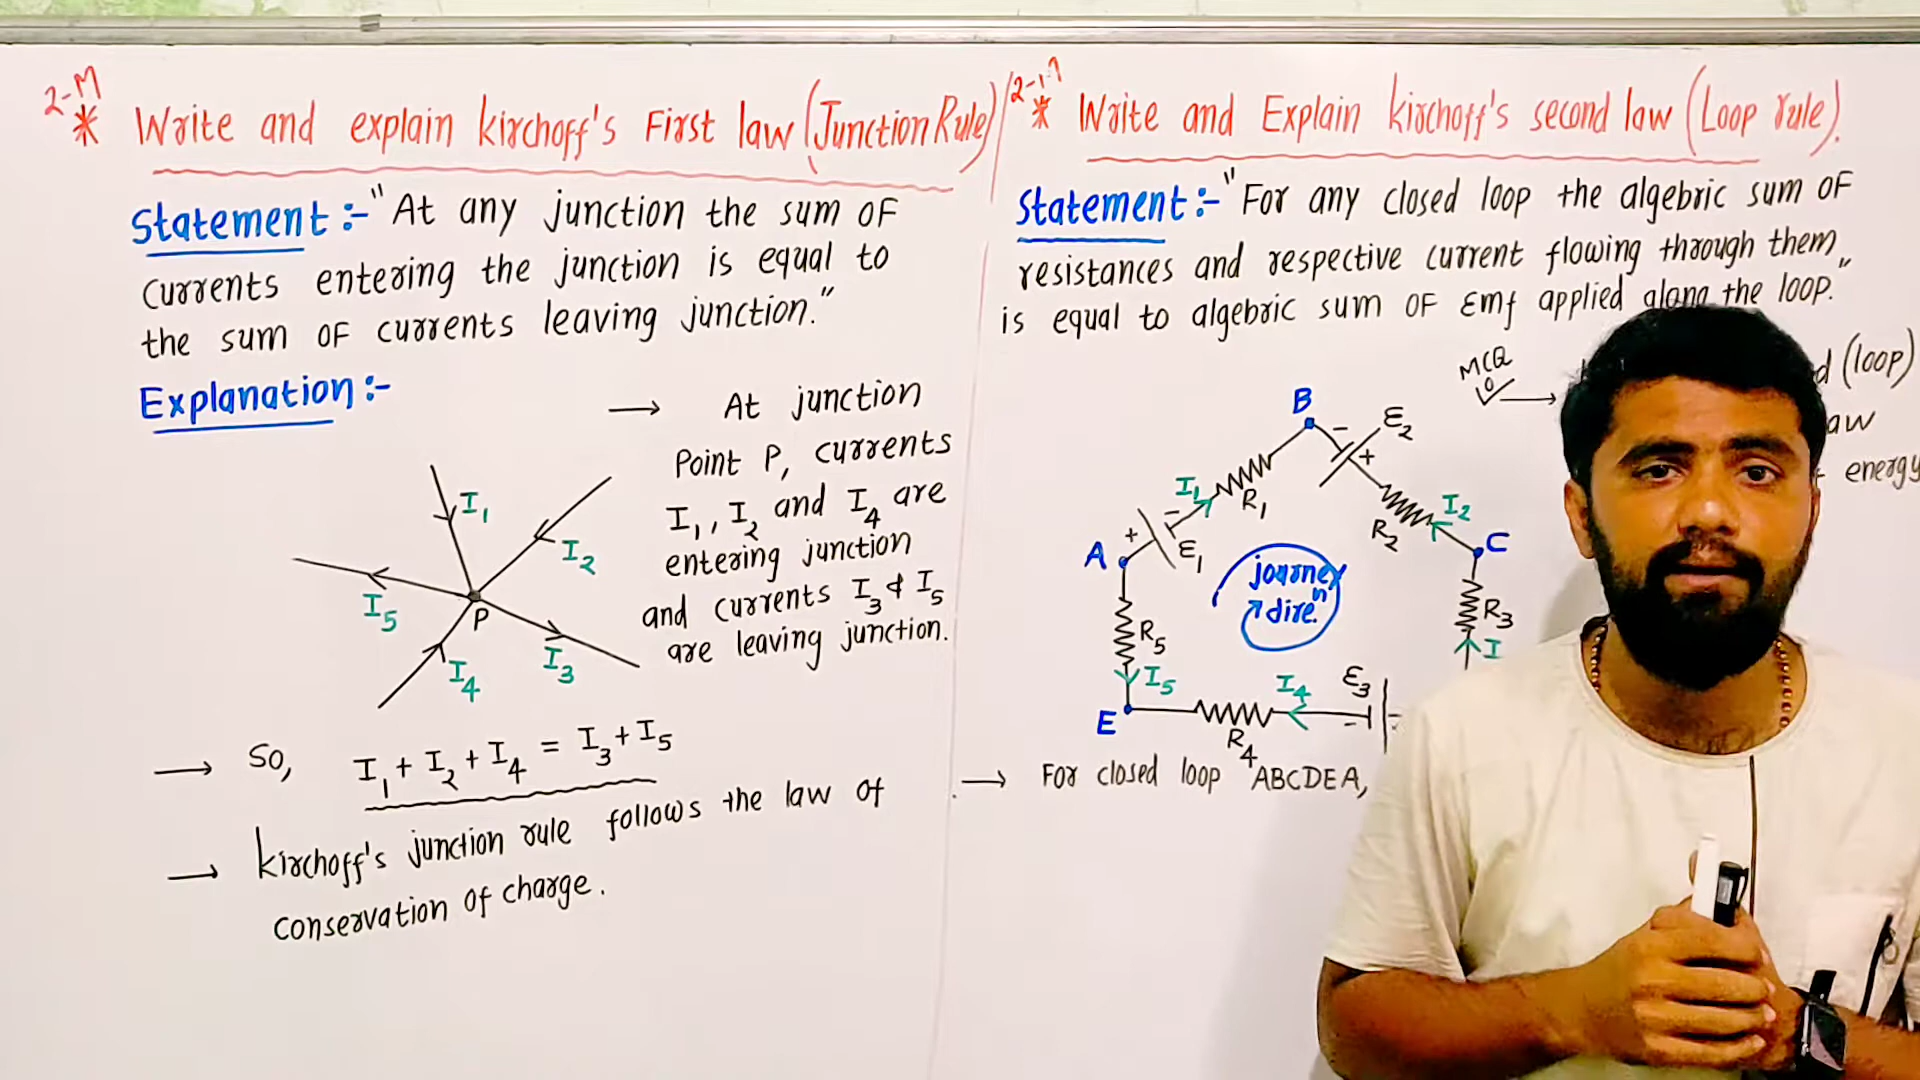 2-M
* Write and explain kirchoff's First law (Junction Rule)
Statement :- "At any junction the sum of
currents entering the junction is equal to
the sum of currents leaving junction."
Explanation :-
I1
I2
I5
P
I4
I3
→ At junction
Point P, currents
I1, I2 and I4 are
entering junction
and currents I3 & I5
are leaving junction.
→ So, I1 + I2 + I4 = I3 + I5
→ kirchoff's junction rule follows the law of
conservation of charge.
* Write and Explain kirchoff's second law (Loop rule).
Statement :- "For any closed loop the algebric sum of
resistances and respective current flowing through them
is equal to algebric sum of Emf applied along the loop."
MCQ
→
(loop)
energy
B
- +
ε2
I1
R1
R2
I2
C
A
+ -
ε1
journey
diren
R3
I
R5
I5
E
R4
I4
ε3
-
→ For closed loop ABCDEA,